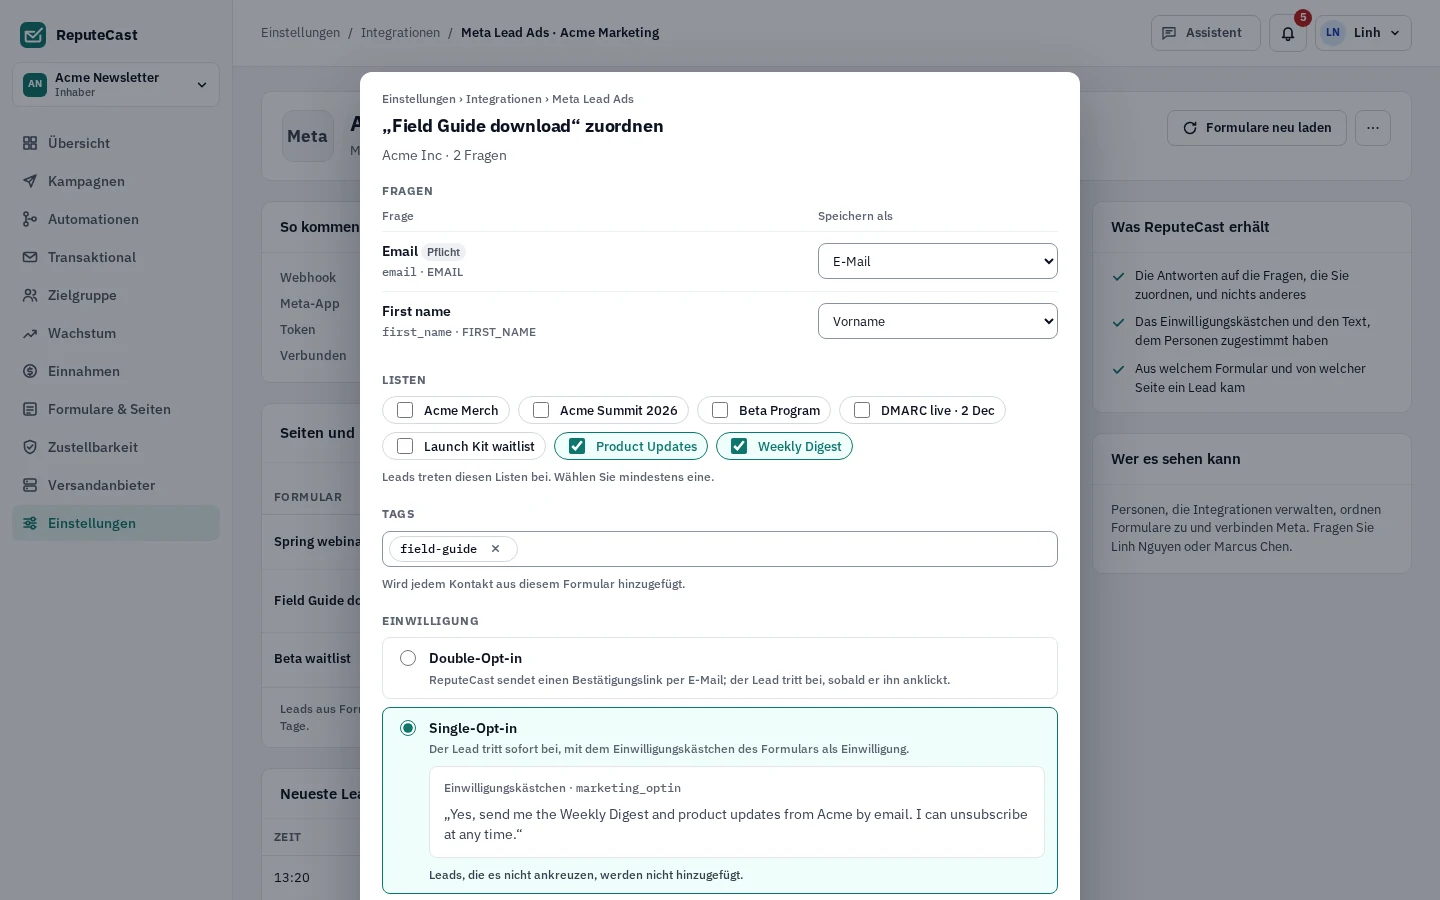 ReputeCast
AN
Acme Newsletter
Inhaber
Übersicht
Kampagnen
Automationen
Transaktional
Zielgruppe
Wachstum
Einnahmen
Formulare & Seiten
Zustellbarkeit
Versandanbieter
Einstellungen
Einstellungen / Integrationen / Meta Lead Ads · Acme Marketing
Assistent
5
LN
Linh
Meta
Formulare neu laden
So kommen
Webhook
Meta-App
Token
Verbunden
Seiten und
FORMULAR
Spring webina
Field Guide do
Beta waitlist
Leads aus For
Tage.
Neueste Lea
ZEIT
13:20
Einstellungen › Integrationen › Meta Lead Ads
„Field Guide download“ zuordnen
Acme Inc · 2 Fragen
FRAGEN
Frage
Speichern als
Email Pflicht
email · EMAIL
E-Mail
First name
first_name · FIRST_NAME
Vorname
LISTEN
Acme Merch
Acme Summit 2026
Beta Program
DMARC live · 2 Dec
Launch Kit waitlist
Product Updates
Weekly Digest
Leads treten diesen Listen bei. Wählen Sie mindestens eine.
TAGS
field-guide ×
Wird jedem Kontakt aus diesem Formular hinzugefügt.
EINWILLIGUNG
Double-Opt-in
ReputeCast sendet einen Bestätigungslink per E-Mail; der Lead tritt bei, sobald er ihn anklickt.
Single-Opt-in
Der Lead tritt sofort bei, mit dem Einwilligungskästchen des Formulars als Einwilligung.
Einwilligungskästchen · marketing_optin
„Yes, send me the Weekly Digest and product updates from Acme by email. I can unsubscribe
at any time.“
Leads, die es nicht ankreuzen, werden nicht hinzugefügt.
Was ReputeCast erhält
Die Antworten auf die Fragen, die Sie
zuordnen, und nichts anderes
Das Einwilligungskästchen und den Text,
dem Personen zugestimmt haben
Aus welchem Formular und von welcher
Seite ein Lead kam
Wer es sehen kann
Personen, die Integrationen verwalten, ordnen
Formulare zu und verbinden Meta. Fragen Sie
Linh Nguyen oder Marcus Chen.